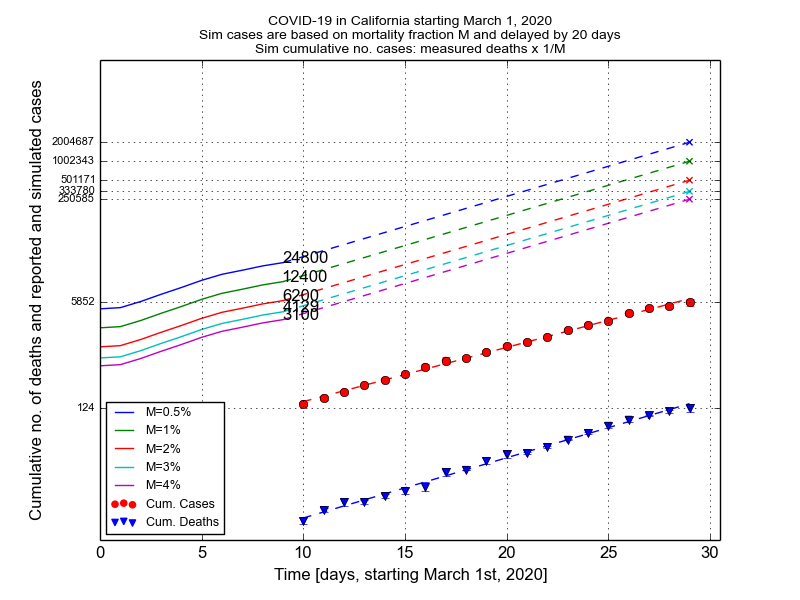 COVID-19 in California starting March 1, 2020
Sim cases are based on mortality fraction M and delayed by 20 days
Sim cumulative no. cases: measured deaths x 1/M
Cumulative no. of deaths and reported and simulated cases
2004687
1002343
501171
333780
250585
5852
124
24800
12400
6200
4129
3100
M=0.5%
M=1%
M=2%
M=3%
M=4%
Cum. Cases
Cum. Deaths
0 5 10 15 20 25 30
Time [days, starting March 1st, 2020]